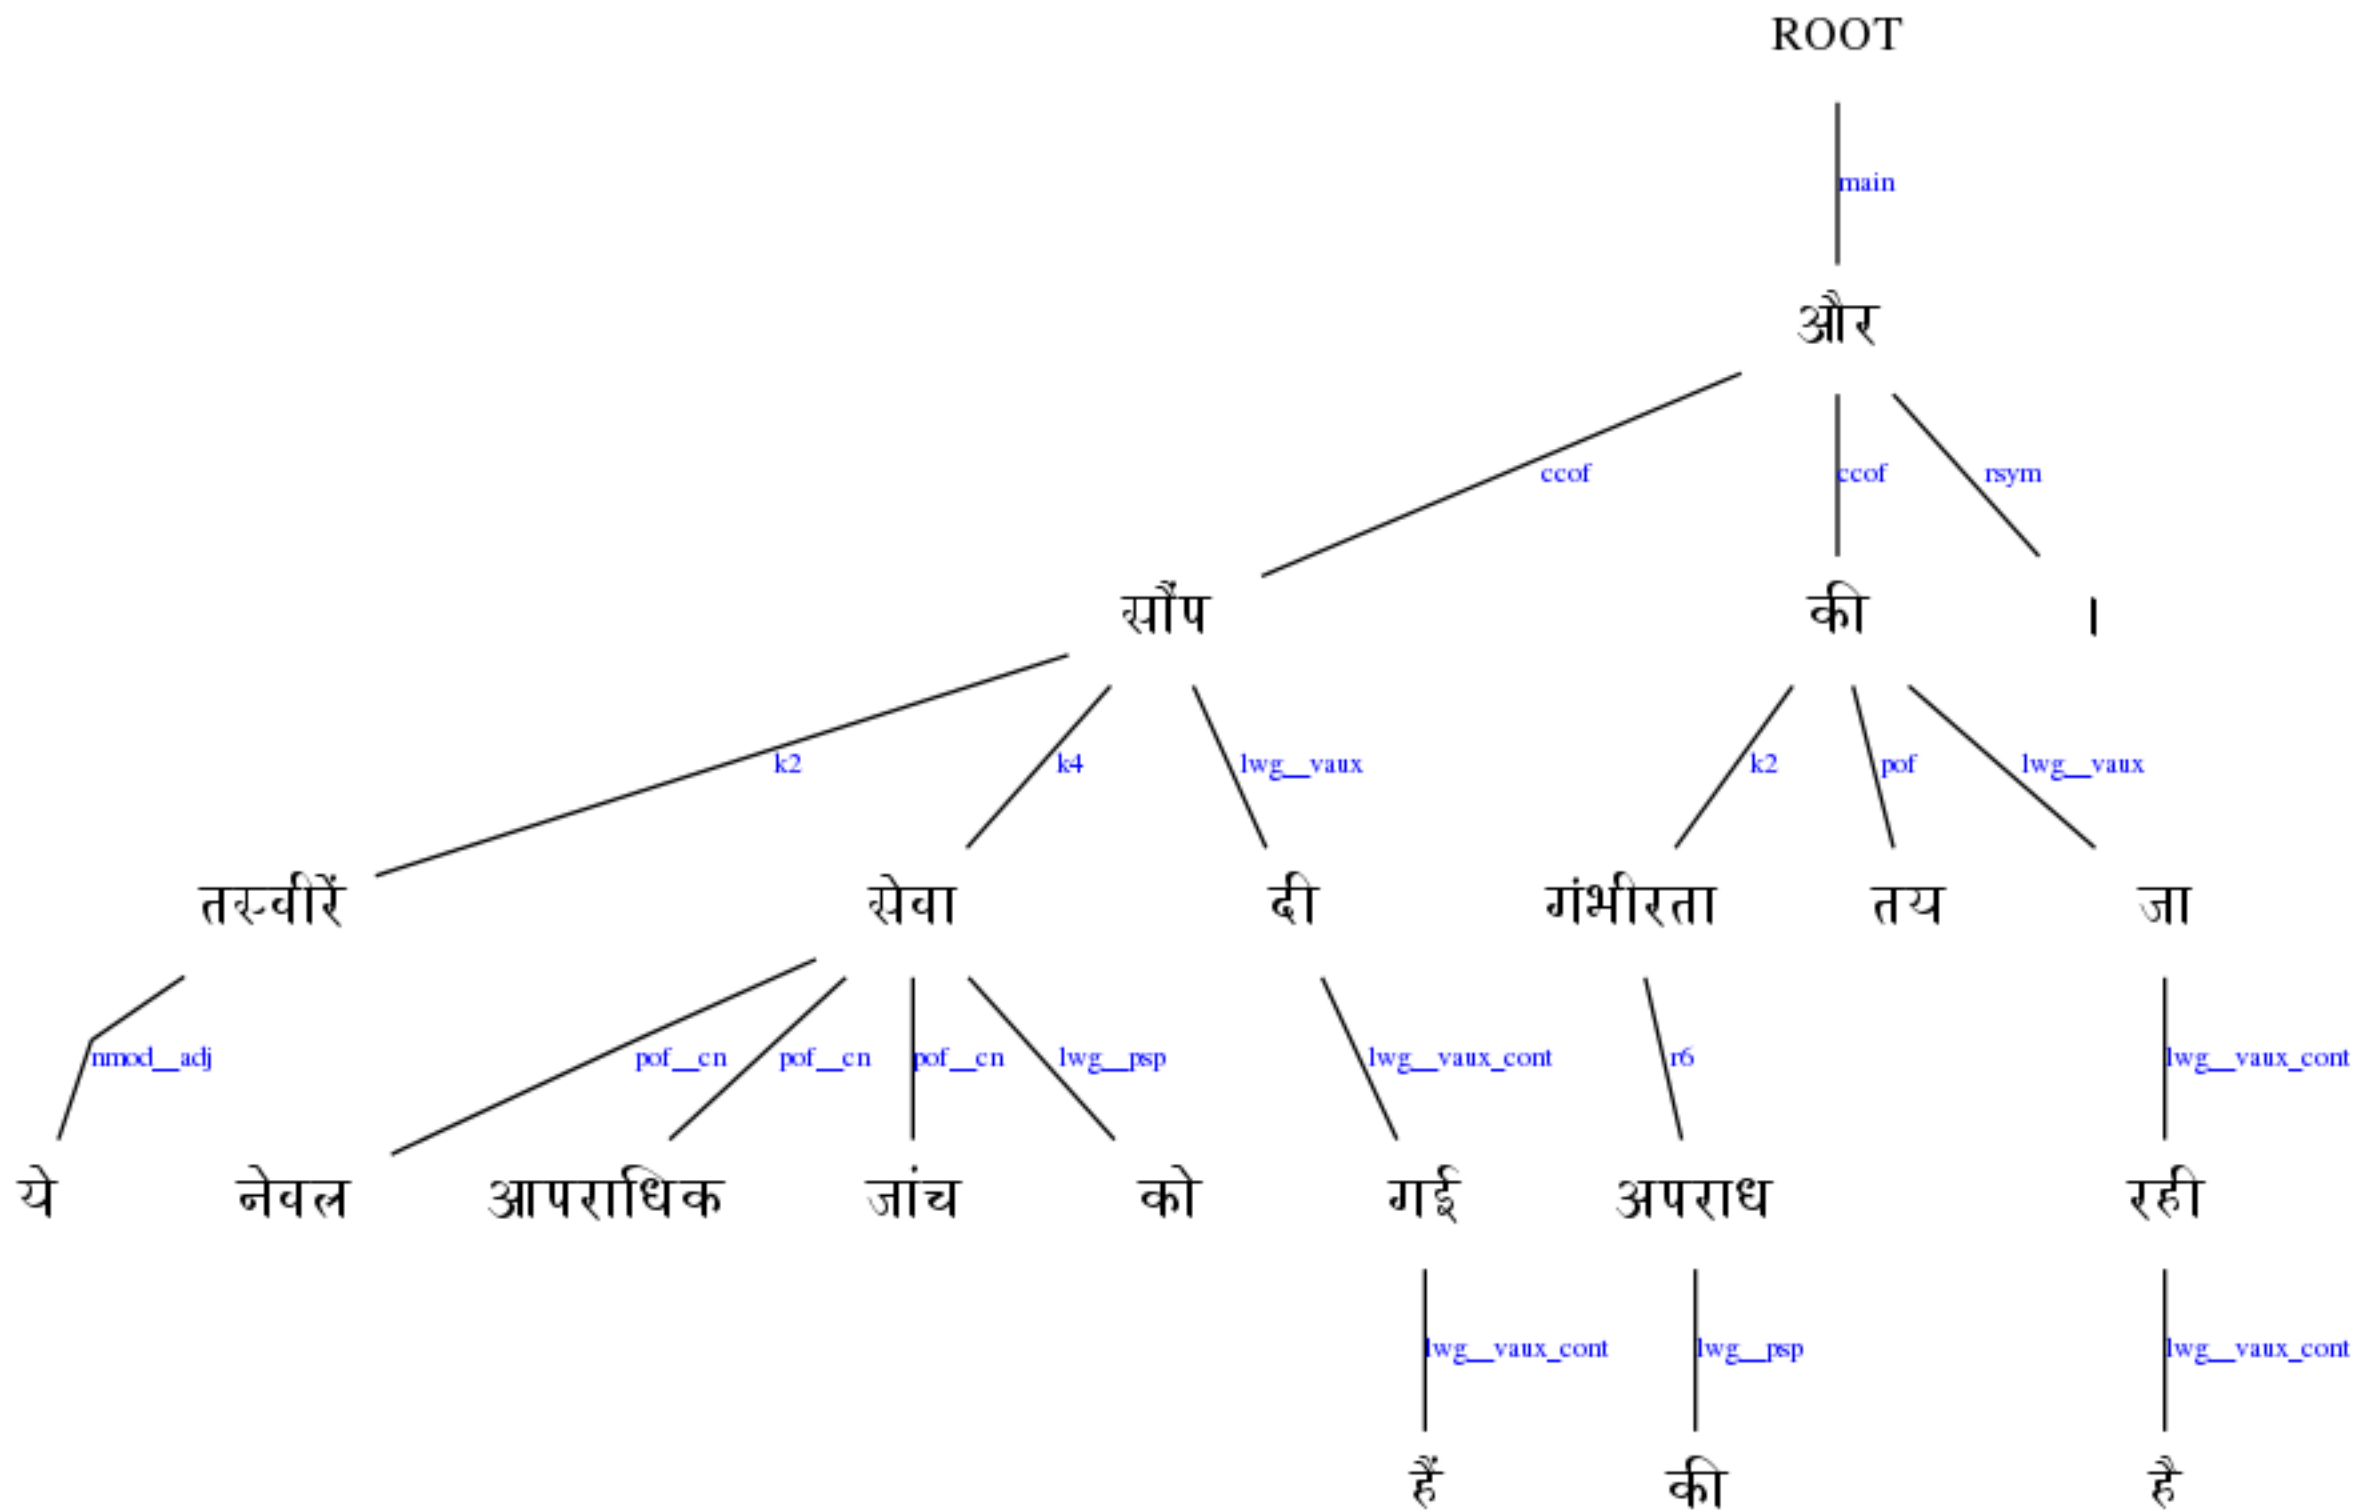 ROOT
main
और
ccof ccof rsym
सौंप की ।
k2 k4 lwg__vaux k2 pof lwg__vaux
तस्वीरें सेवा दी गंभीरता तय जा
nmod__adj pof__cn pof__cn pof__cn lwg__psp lwg__vaux_cont r6 lwg__vaux_cont
ये नेवल आपराधिक जांच को गई अपराध रही
lwg__vaux_cont lwg__psp lwg__vaux_cont
हैं की है